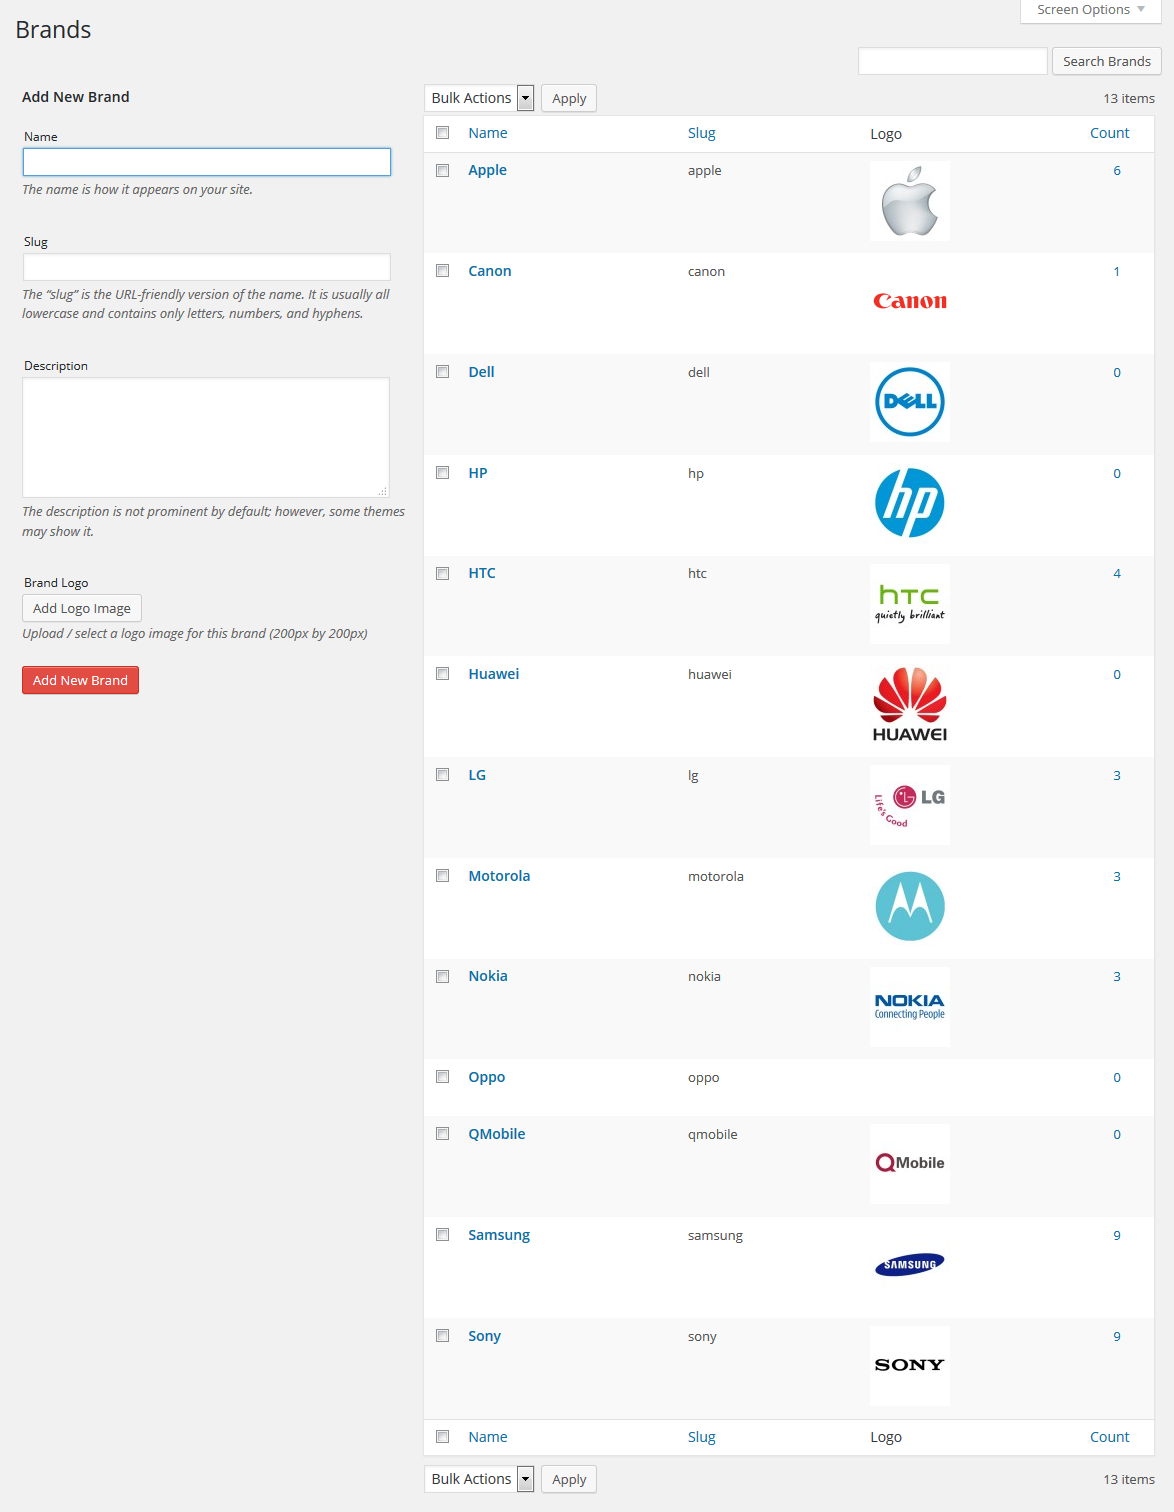 Screen Options
Brands
Search Brands
Add New Brand
Name
The name is how it appears on your site.
Slug
The “slug” is the URL-friendly version of the name. It is usually all
lowercase and contains only letters, numbers, and hyphens.
Description
The description is not prominent by default; however, some themes
may show it.
Brand Logo
Add Logo Image
Upload / select a logo image for this brand (200px by 200px)
Add New Brand
Bulk Actions Apply 13 items
Name Slug Logo Count
Apple apple 6
Canon canon Canon 1
Dell dell DELL 0
HP hp hp 0
HTC htc hTC 4
quietly brilliant
Huawei huawei HUAWEI 0
LG lg LG 3
Life's Good
Motorola motorola 3
Nokia nokia NOKIA 3
Connecting People
Oppo oppo 0
QMobile qmobile QMobile 0
Samsung samsung SAMSUNG 9
Sony sony SONY 9
Name Slug Logo Count
Bulk Actions Apply 13 items